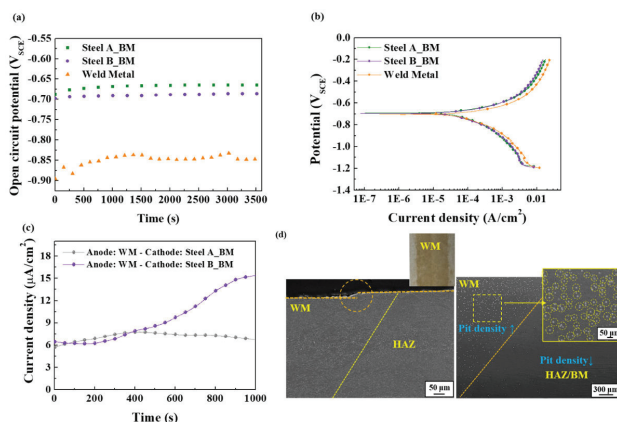 (a)
Open circuit potential (V_SCE)
-0.55
-0.60
-0.65
-0.70
-0.75
-0.80
-0.85
-0.90
Steel A_BM
Steel B_BM
Weld Metal
0 500 1000 1500 2000 2500 3000 3500
Time (s)
(b)
Potential (V_SCE)
0.0
-0.2
-0.4
-0.6
-0.8
-1.0
-1.2
-1.4
Steel A_BM
Steel B_BM
Weld Metal
1E-7 1E-6 1E-5 1E-4 1E-3 0.01
Current density (A/cm²)
(c)
Current density (μA/cm²)
21
18
15
12
9
6
3
0
Anode: WM - Cathode: Steel A_BM
Anode: WM - Cathode: Steel B_BM
0 200 400 600 800 1000
Time (s)
(d)
WM
WM
HAZ
50 μm
WM
Pit density ↑
50 μm
Pit density↓
HAZ/BM
300 μm